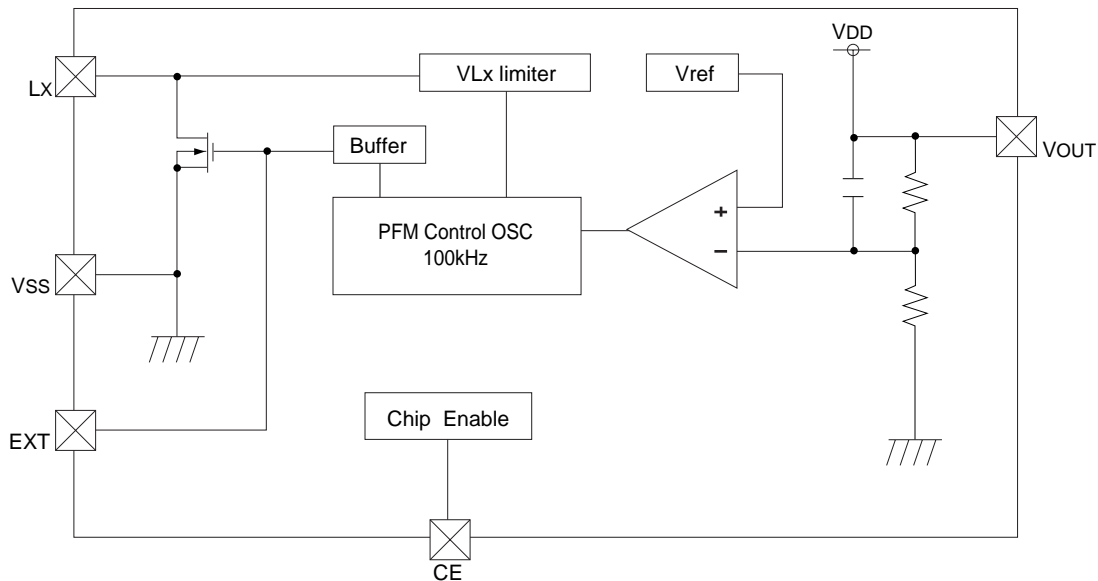 VDD
Lx
VLx limiter
Vref
Buffer
VOUT
+
PFM Control OSC
100kHz
−
VSS
Chip Enable
EXT
CE